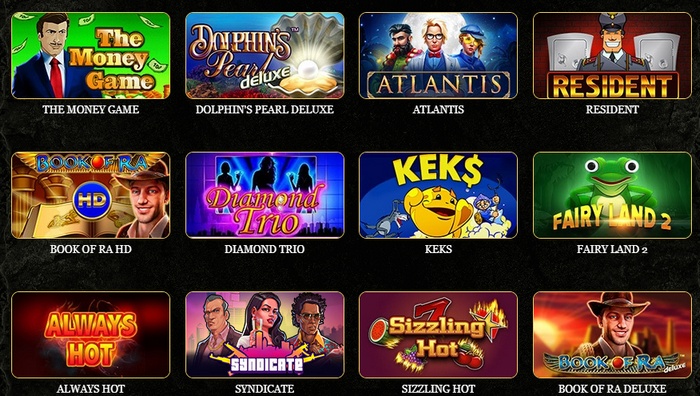 The
Money
Game
DOLPHIN'S
Pearl
deluxe
™
ATLANTIS
RESIDENT
THE MONEY GAME
DOLPHIN'S PEARL DELUXE
ATLANTIS
RESIDENT
BOOK OF RA
HD
Diamond
Trio
KEK$
FAIRY LAND 2
BOOK OF RA HD
DIAMOND TRIO
KEKS
FAIRY LAND 2
ALWAYS
HOT
SYNDICATE
Sizzling
Hot
BOOK OF RA
deluxe
ALWAYS HOT
SYNDICATE
SIZZLING HOT
BOOK OF RA DELUXE